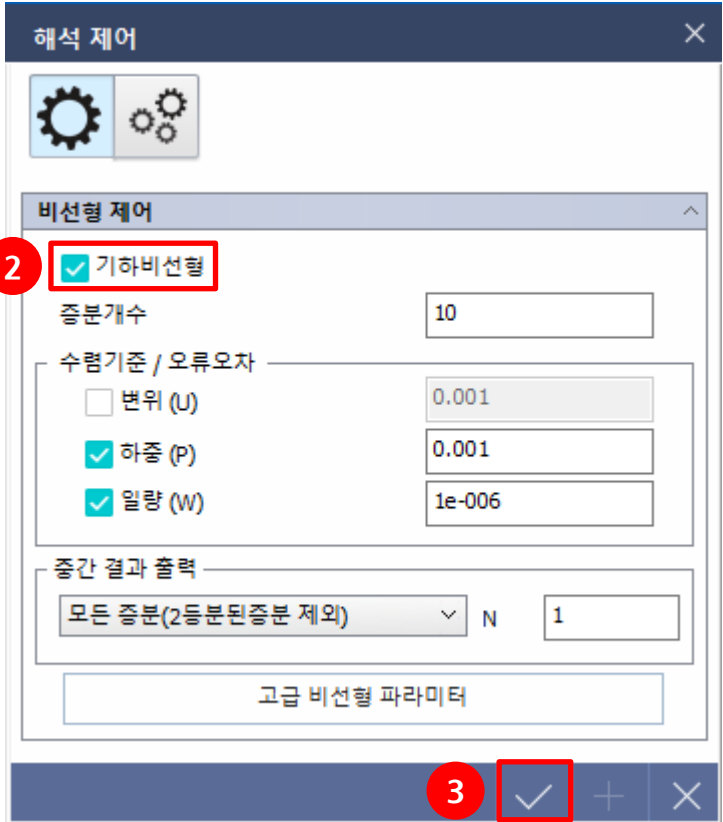 해석 제어
비선형 제어
2
기하비선형
증분개수 10
수렴기준 / 오류오차
변위 (U) 0.001
하중 (P) 0.001
일량 (W) 1e-006
중간 결과 출력
모든 증분(2등분된증분 제외) N 1
고급 비선형 파라미터
3